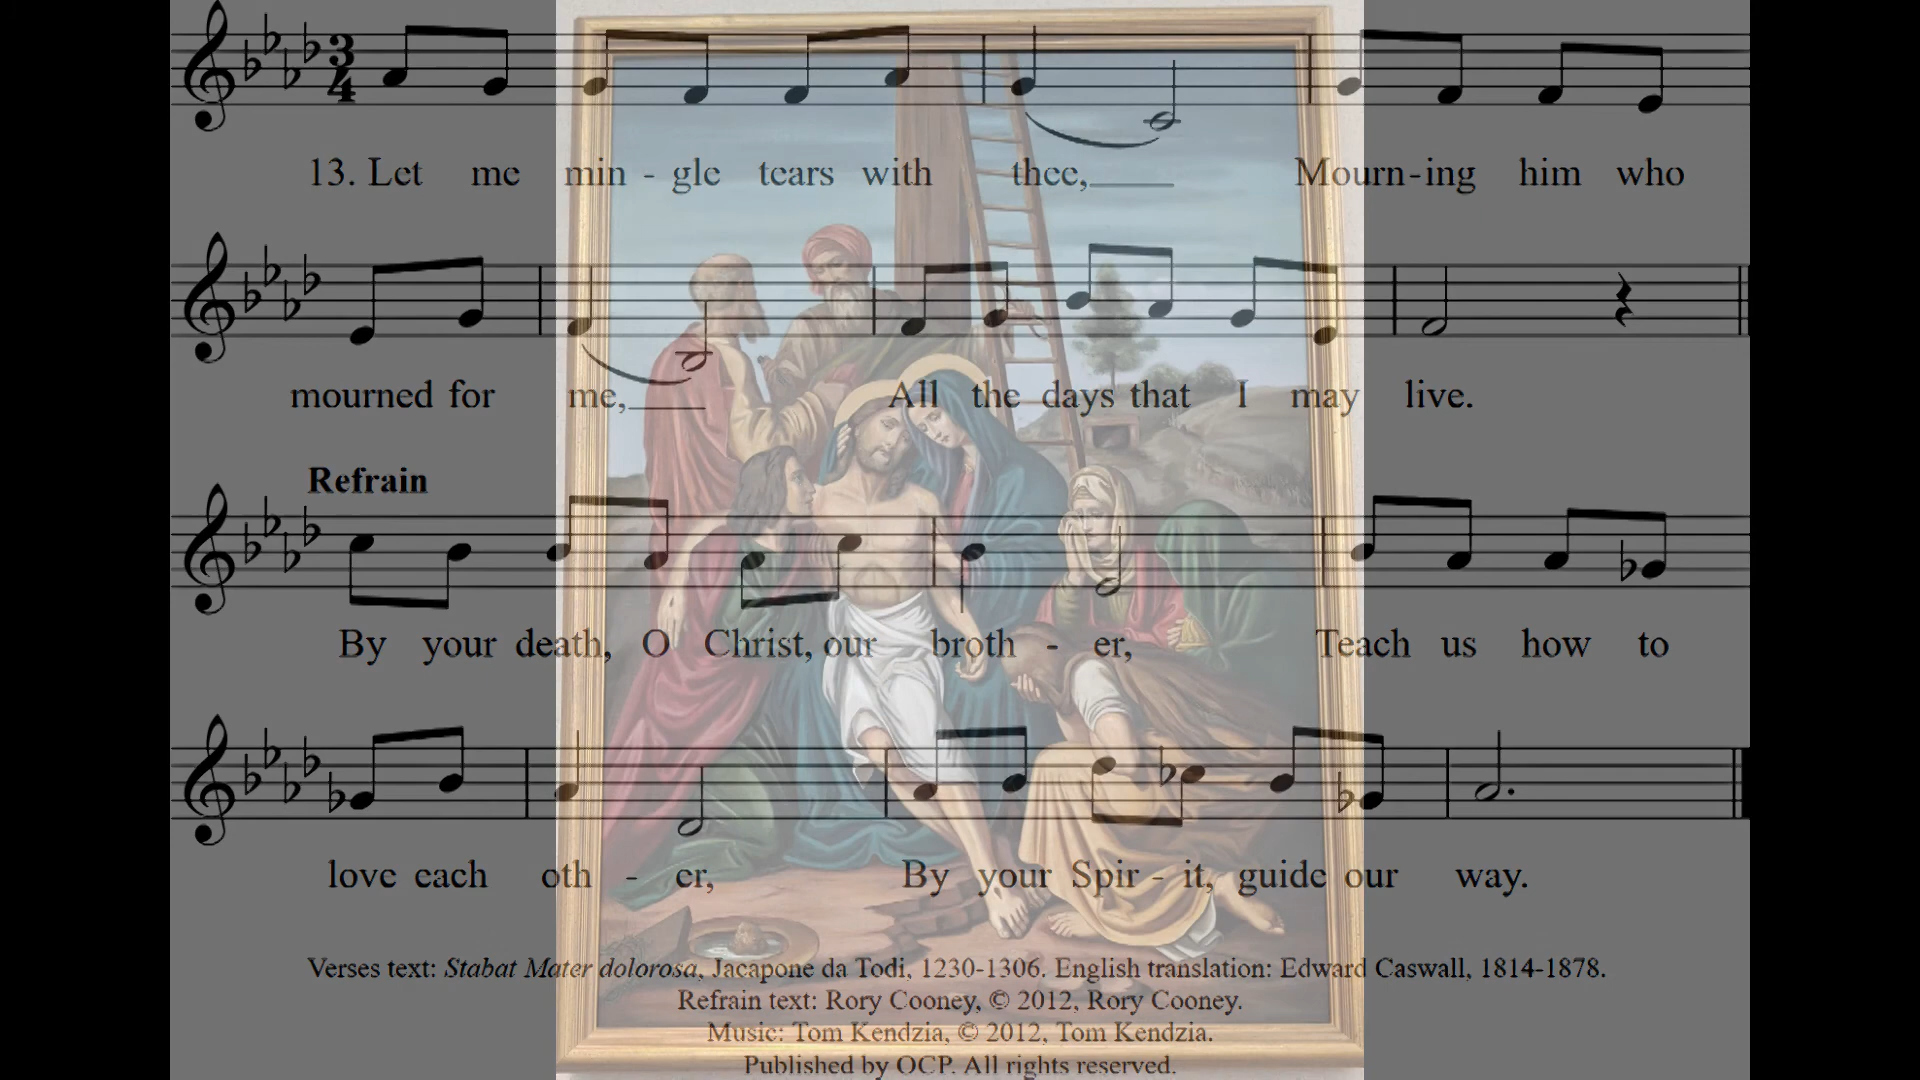 3
4
13. Let me min - gle tears with thee,____ Mourn-ing him who
mourned for me,____ All the days that I may live.
Refrain
By your death, O Christ, our broth - er, Teach us how to
love each oth - er, By your Spir - it, guide our way.
Verses text: Stabat Mater dolorosa, Jacapone da Todi, 1230-1306. English translation: Edward Caswall, 1814-1878.
Refrain text: Rory Cooney, © 2012, Rory Cooney.
Music: Tom Kendzia, © 2012, Tom Kendzia.
Published by OCP. All rights reserved.